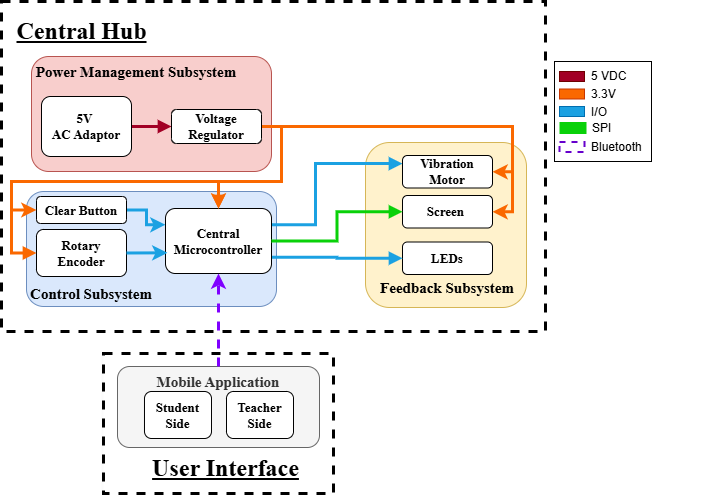 Central Hub
Power Management Subsystem
5V
AC Adaptor
Voltage
Regulator
5 VDC
3.3V
I/O
SPI
Bluetooth
Vibration
Motor
Screen
LEDs
Feedback Subsystem
Clear Button
Rotary
Encoder
Central
Microcontroller
Control Subsystem
Mobile Application
Student
Side
Teacher
Side
User Interface